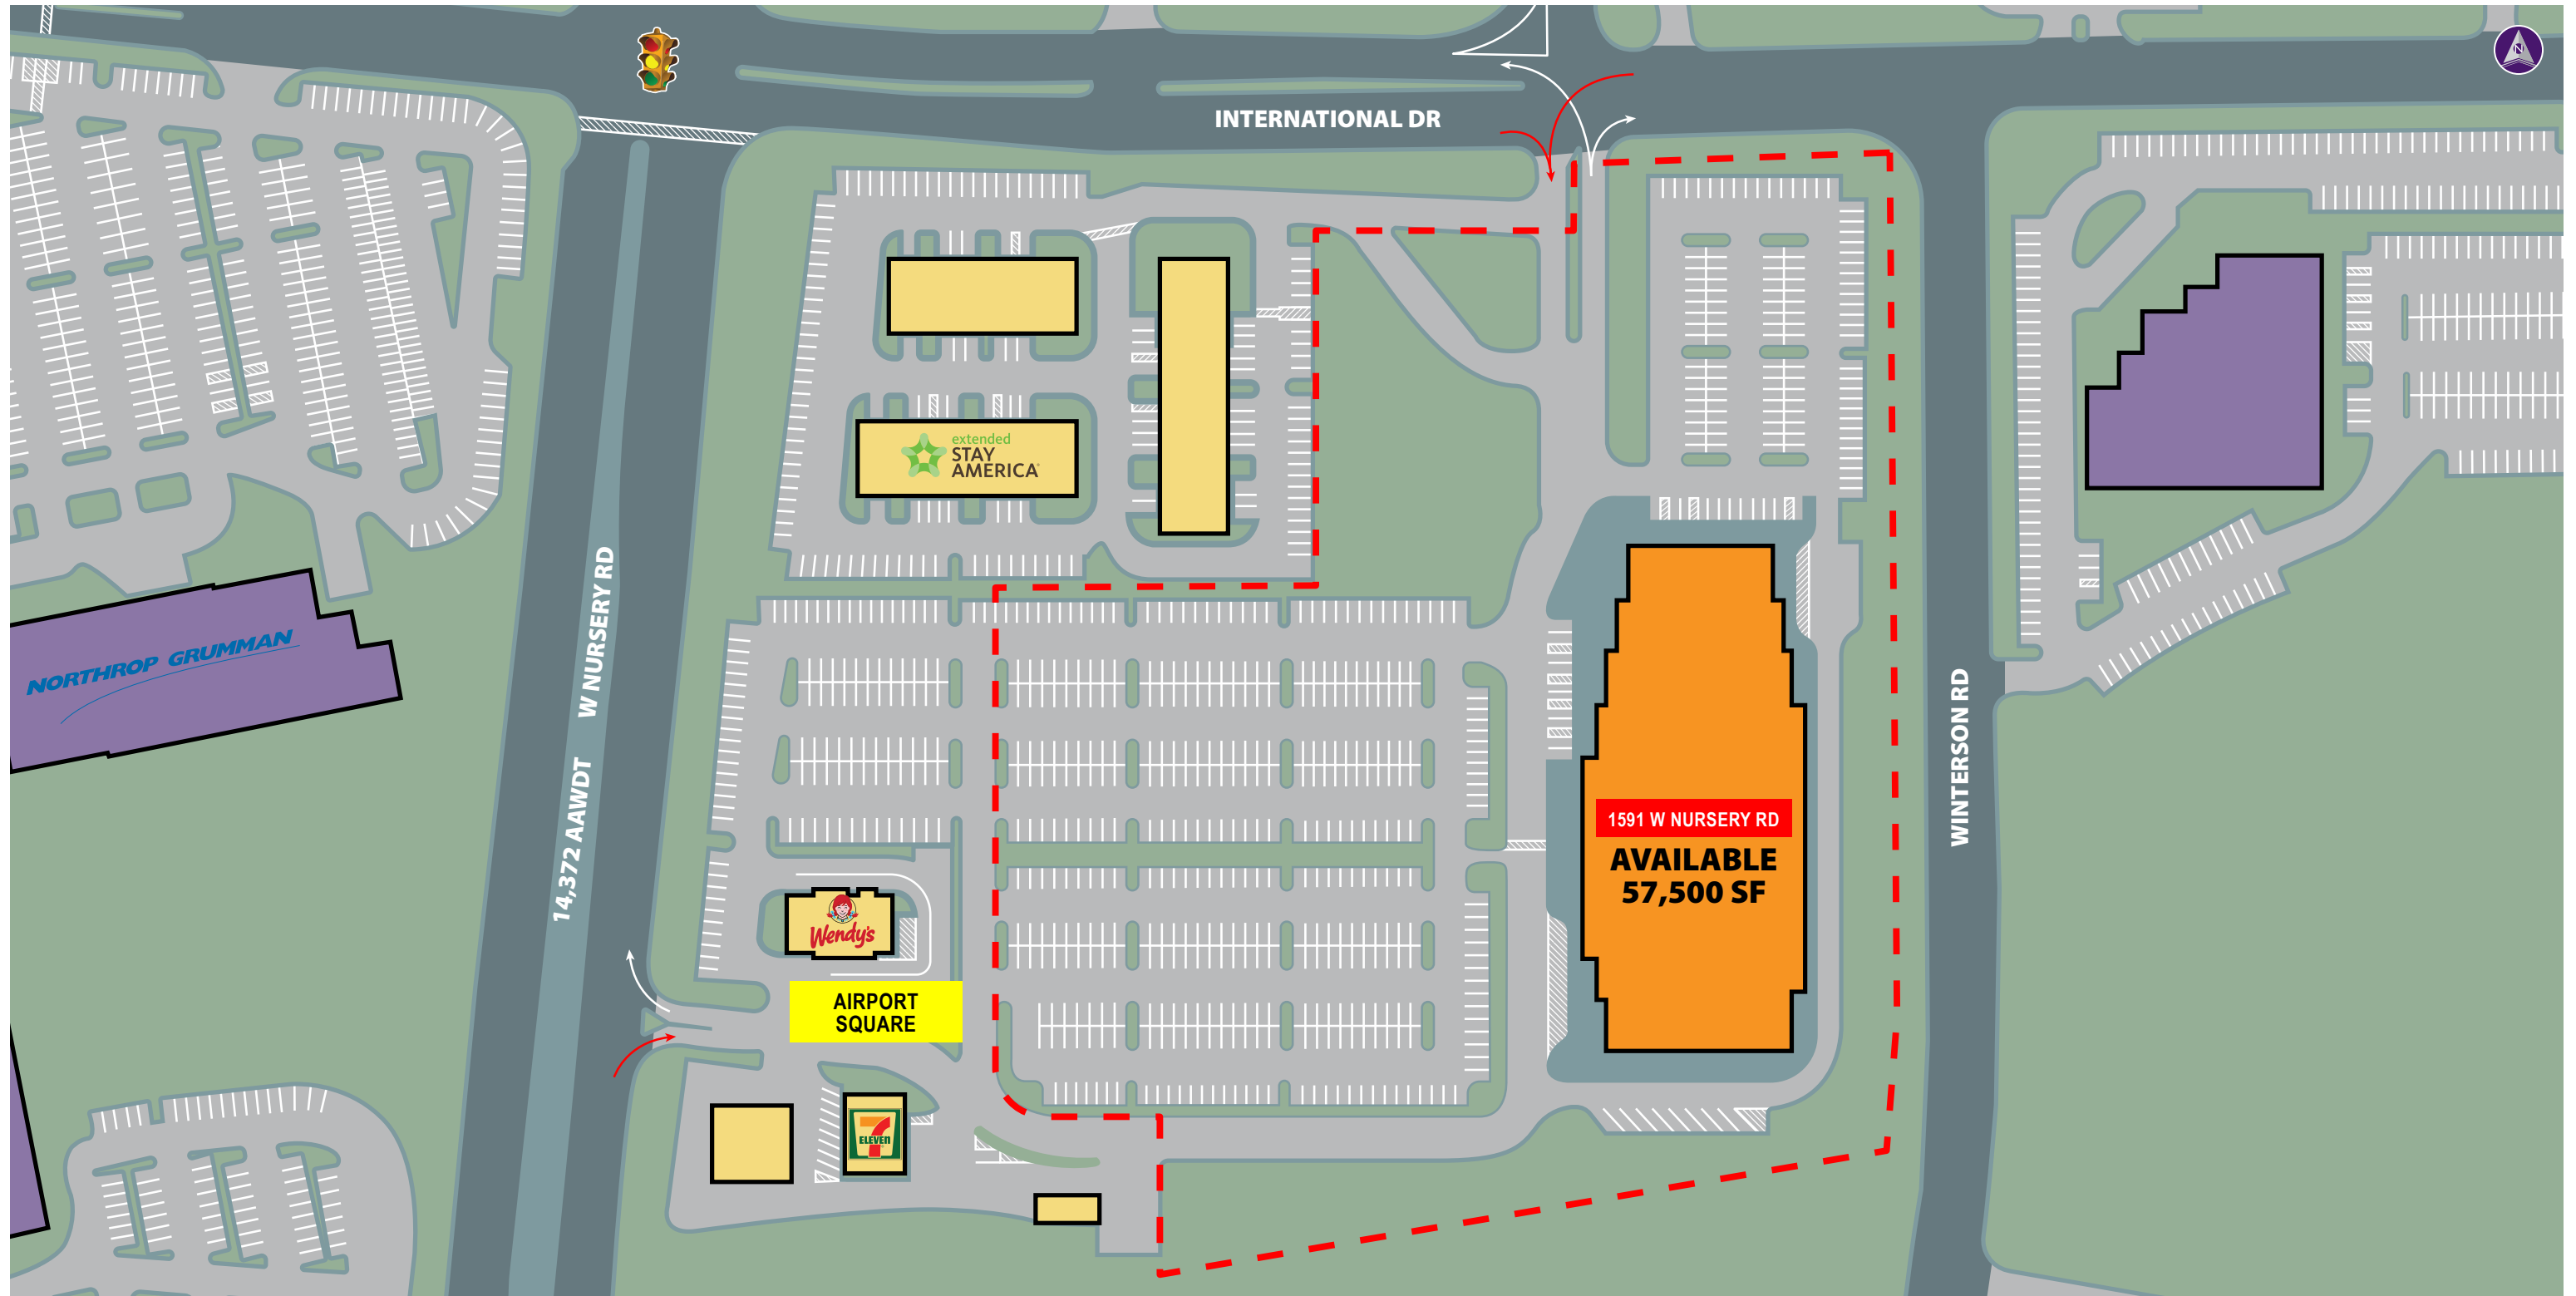 N
INTERNATIONAL DR
extended
STAY
AMERICA
W NURSERY RD
NORTHROP GRUMMAN
WINTERSON RD
14,372 AAWDT
1591 W NURSERY RD
AVAILABLE
57,500 SF
Wendy's
AIRPORT
SQUARE
7
ELEVEN